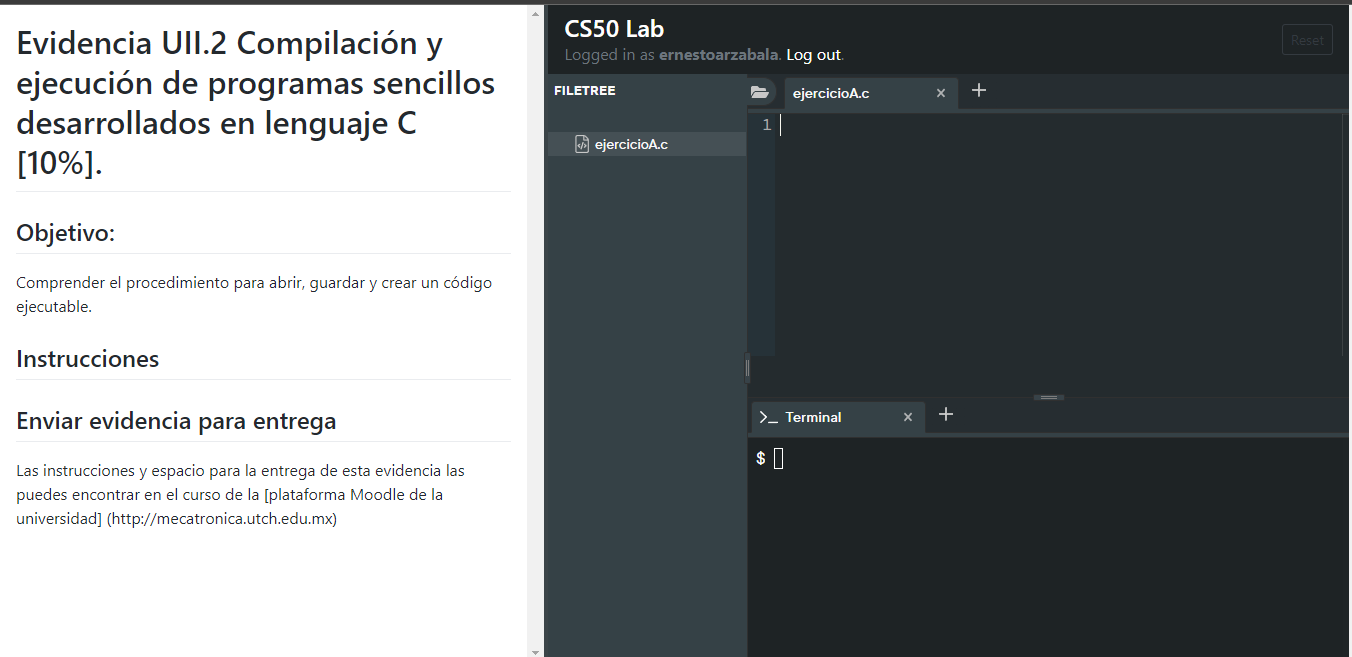 Evidencia UII.2 Compilación y
ejecución de programas sencillos
desarrollados en lenguaje C
[10%].
Objetivo:
Comprender el procedimiento para abrir, guardar y crear un código
ejecutable.
Instrucciones
Enviar evidencia para entrega
Las instrucciones y espacio para la entrega de esta evidencia las
puedes encontrar en el curso de la [plataforma Moodle de la
universidad] (http://mecatronica.utch.edu.mx)
CS50 Lab
Logged in as ernestoarzabala. Log out.
Reset
FILETREE
ejercicioA.c
ejercicioA.c
1
Terminal
$